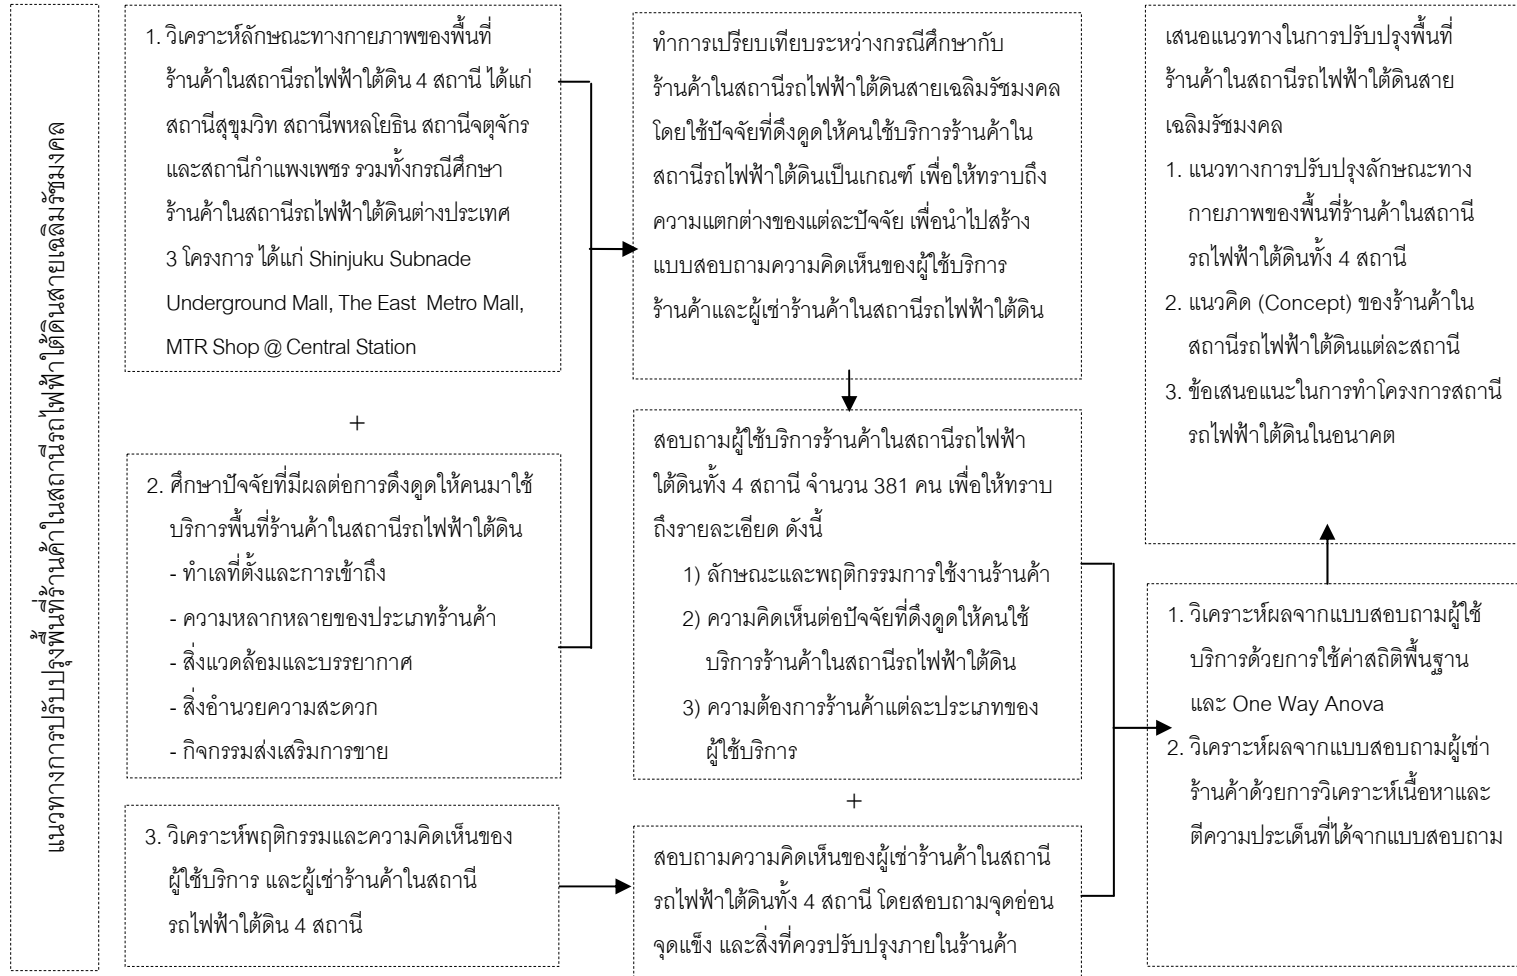 แนวทางการปรับปรุงพื้นที่ร้านค้าในสถานีรถไฟฟ้าใต้ดินสายเฉลิมรัชมงคล
1. วิเคราะห์ลักษณะทางกายภาพของพื้นที่
ร้านค้าในสถานีรถไฟฟ้าใต้ดิน 4 สถานี ได้แก่
สถานีสุขุมวิท สถานีพหลโยธิน สถานีจตุจักร
และสถานีกำแพงเพชร รวมทั้งกรณีศึกษา
ร้านค้าในสถานีรถไฟฟ้าใต้ดินต่างประเทศ
3 โครงการ ได้แก่ Shinjuku Subnade
Underground Mall, The East Metro Mall,
MTR Shop @ Central Station
+
2. ศึกษาปัจจัยที่มีผลต่อการดึงดูดให้คนมาใช้
บริการพื้นที่ร้านค้าในสถานีรถไฟฟ้าใต้ดิน
- ทำเลที่ตั้งและการเข้าถึง
- ความหลากหลายของประเภทร้านค้า
- สิ่งแวดล้อมและบรรยากาศ
- สิ่งอำนวยความสะดวก
- กิจกรรมส่งเสริมการขาย
3. วิเคราะห์พฤติกรรมและความคิดเห็นของ
ผู้ใช้บริการ และผู้เช่าร้านค้าในสถานี
รถไฟฟ้าใต้ดิน 4 สถานี
ทำการเปรียบเทียบระหว่างกรณีศึกษากับ
ร้านค้าในสถานีรถไฟฟ้าใต้ดินสายเฉลิมรัชมงคล
โดยใช้ปัจจัยที่ดึงดูดให้คนใช้บริการร้านค้าใน
สถานีรถไฟฟ้าใต้ดินเป็นเกณฑ์ เพื่อให้ทราบถึง
ความแตกต่างของแต่ละปัจจัย เพื่อนำไปสร้าง
แบบสอบถามความคิดเห็นของผู้ใช้บริการ
ร้านค้าและผู้เช่าร้านค้าในสถานีรถไฟฟ้าใต้ดิน
สอบถามผู้ใช้บริการร้านค้าในสถานีรถไฟฟ้า
ใต้ดินทั้ง 4 สถานี จำนวน 381 คน เพื่อให้ทราบ
ถึงรายละเอียด ดังนี้
1) ลักษณะและพฤติกรรมการใช้งานร้านค้า
2) ความคิดเห็นต่อปัจจัยที่ดึงดูดให้คนใช้
บริการร้านค้าในสถานีรถไฟฟ้าใต้ดิน
3) ความต้องการร้านค้าแต่ละประเภทของ
ผู้ใช้บริการ
+
สอบถามความคิดเห็นของผู้เช่าร้านค้าในสถานี
รถไฟฟ้าใต้ดินทั้ง 4 สถานี โดยสอบถามจุดอ่อน
จุดแข็ง และสิ่งที่ควรปรับปรุงภายในร้านค้า
เสนอแนวทางในการปรับปรุงพื้นที่
ร้านค้าในสถานีรถไฟฟ้าใต้ดินสาย
เฉลิมรัชมงคล
1. แนวทางการปรับปรุงลักษณะทาง
กายภาพของพื้นที่ร้านค้าในสถานี
รถไฟฟ้าใต้ดินทั้ง 4 สถานี
2. แนวคิด (Concept) ของร้านค้าใน
สถานีรถไฟฟ้าใต้ดินแต่ละสถานี
3. ข้อเสนอแนะในการทำโครงการสถานี
รถไฟฟ้าใต้ดินในอนาคต
1. วิเคราะห์ผลจากแบบสอบถามผู้ใช้
บริการด้วยการใช้ค่าสถิติพื้นฐาน
และ One Way Anova
2. วิเคราะห์ผลจากแบบสอบถามผู้เช่า
ร้านค้าด้วยการวิเคราะห์เนื้อหาและ
ตีความประเด็นที่ได้จากแบบสอบถาม